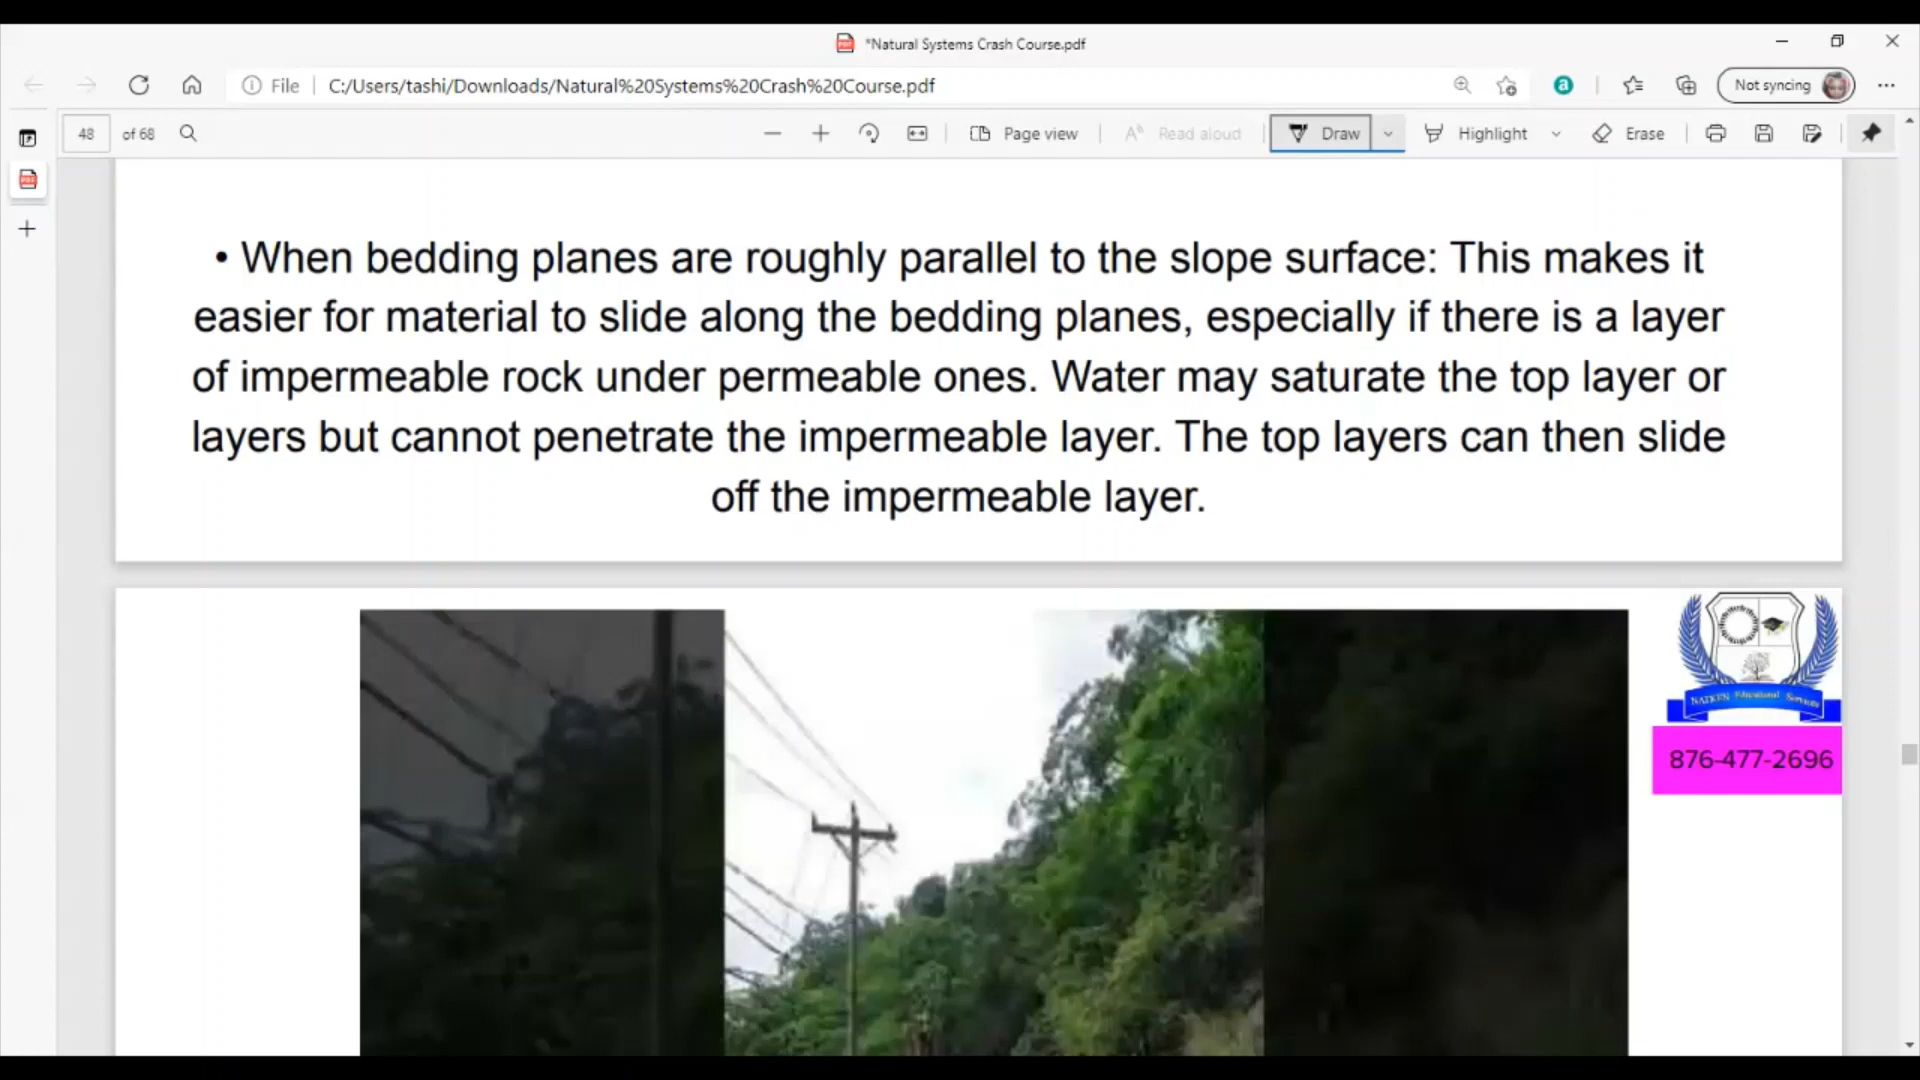 *Natural Systems Crash Course.pdf
File
C:/Users/tashi/Downloads/Natural%20Systems%20Crash%20Course.pdf
Not syncing
48 of 68
Page view
Read aloud
Draw
Highlight
Erase
• When bedding planes are roughly parallel to the slope surface: This makes it
easier for material to slide along the bedding planes, especially if there is a layer
of impermeable rock under permeable ones. Water may saturate the top layer or
layers but cannot penetrate the impermeable layer. The top layers can then slide
off the impermeable layer.
Educational Services
876-477-2696